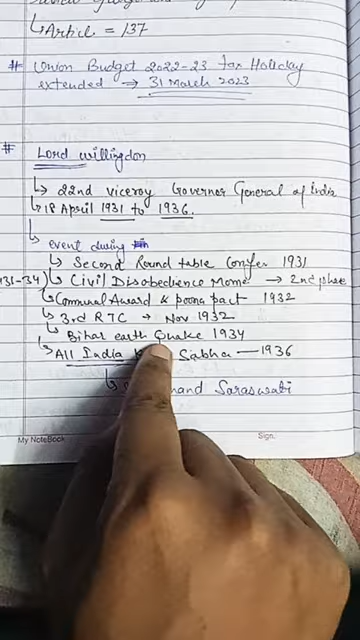 ↳ Article = 137
# Union Budget 2022-23 tax Holiday
extended → 31 March 2023
# Lord willingdon
↳ 22nd viceroy Governor General of India
↳ 18 April 1931 to 1936.
↳ event during
↳ Second Round table Confer 1931
31-34) ↳ Civil Disobedience Mome → 2nd phase
↳ Communal Award & poona pact 1932
↳ 3rd RTC → Nov 1932
↳ Bihar earth Quake 1934
↳ All India Sabha — 1936
↳ Saraswati
My NoteBook Sign.